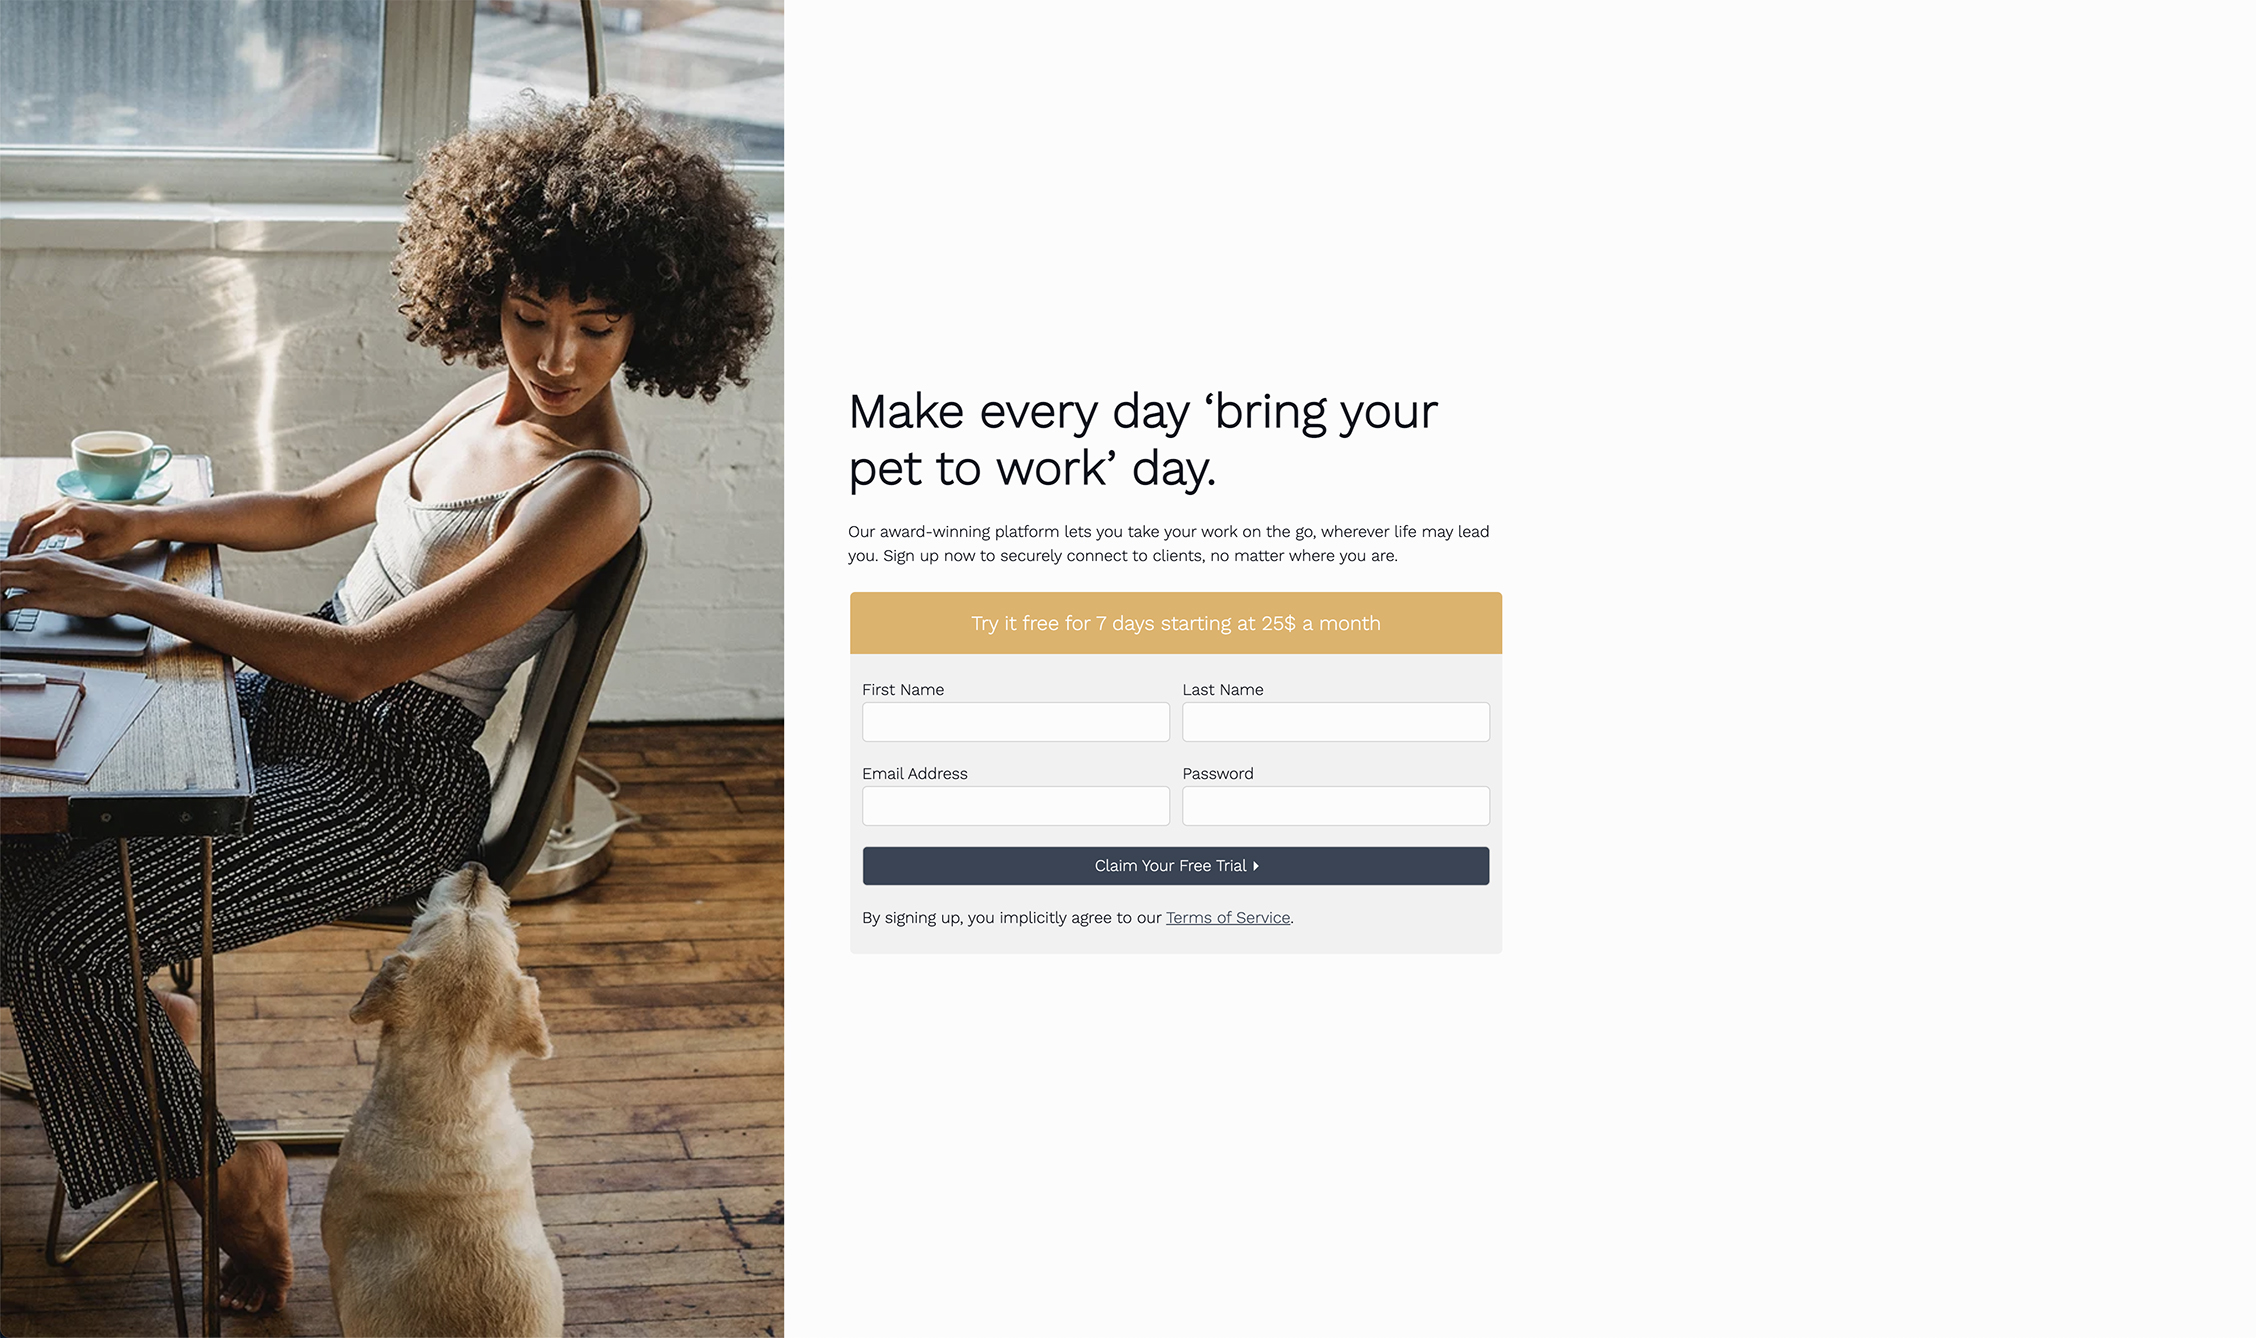 Make every day ‘bring your
pet to work’ day.
Our award-winning platform lets you take your work on the go, wherever life may lead
you. Sign up now to securely connect to clients, no matter where you are.
Try it free for 7 days starting at 25$ a month
First Name
Last Name
Email Address
Password
Claim Your Free Trial
By signing up, you implicitly agree to our Terms of Service.